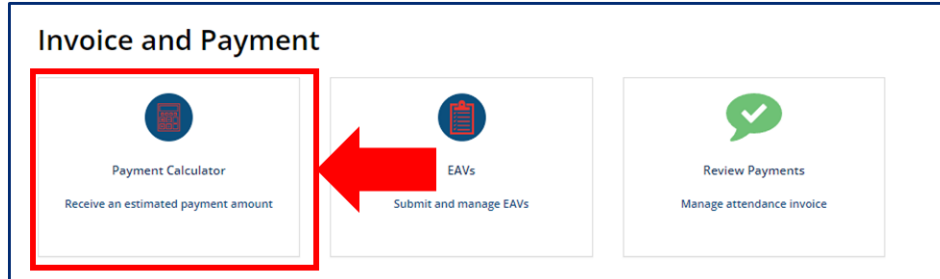 Invoice and Payment
Payment Calculator
Receive an estimated payment amount
EAVs
Submit and manage EAVs
Review Payments
Manage attendance invoice